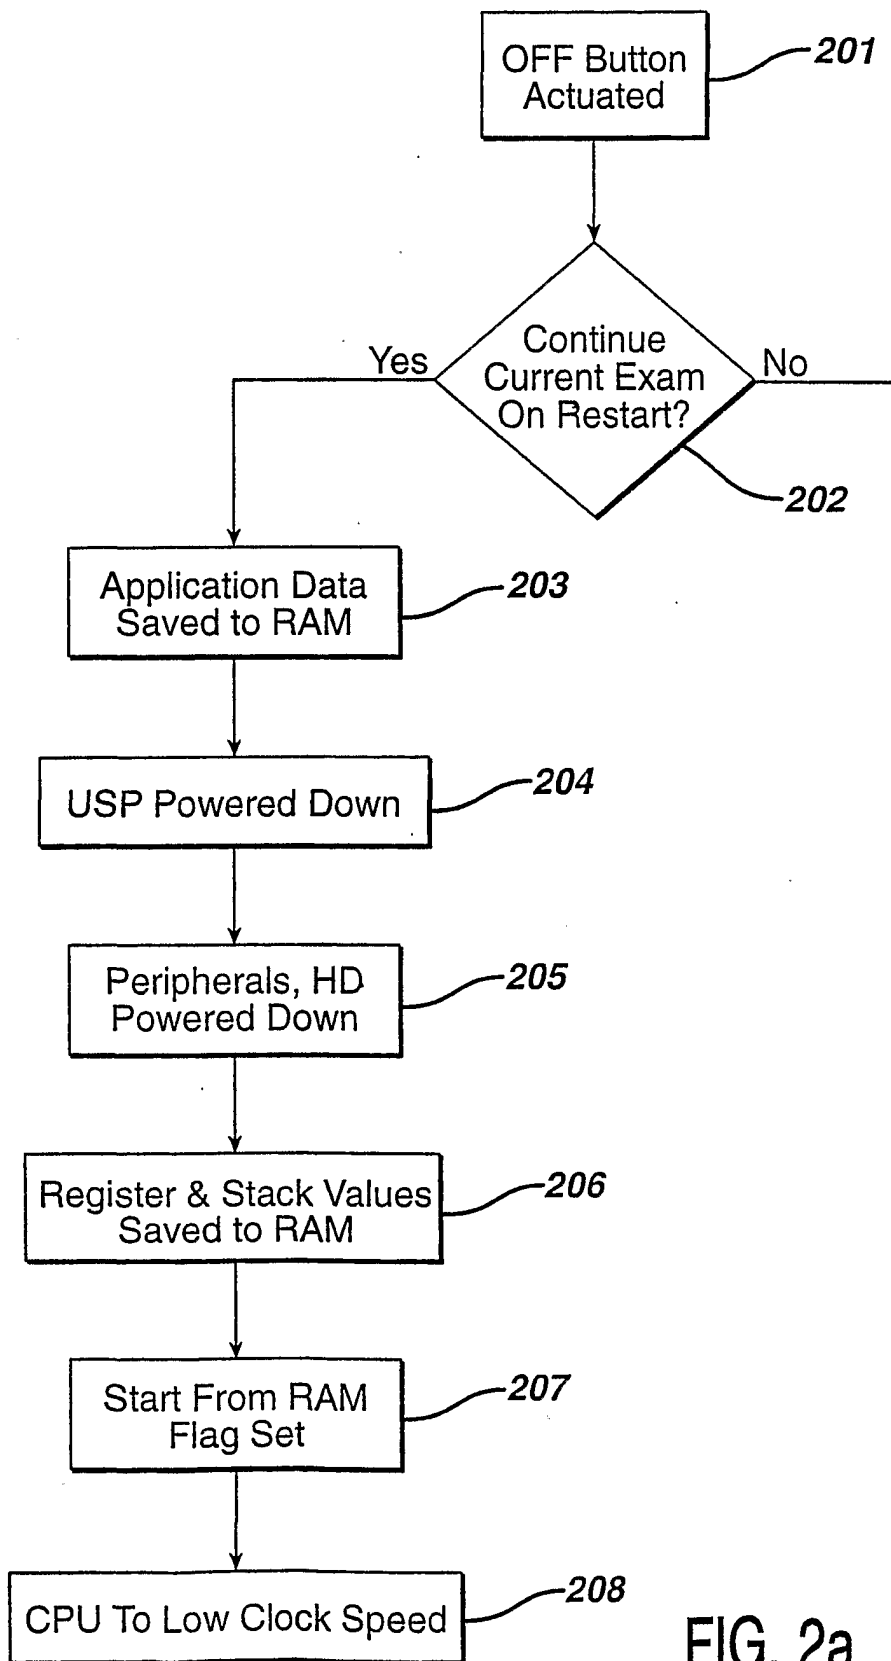 OFF Button
Actuated
201
Continue
Current Exam
On Restart?
Yes
No
202
Application Data
Saved to RAM
203
USP Powered Down
204
Peripherals, HD
Powered Down
205
Register & Stack Values
Saved to RAM
206
Start From RAM
Flag Set
207
CPU To Low Clock Speed
208
FIG. 2a